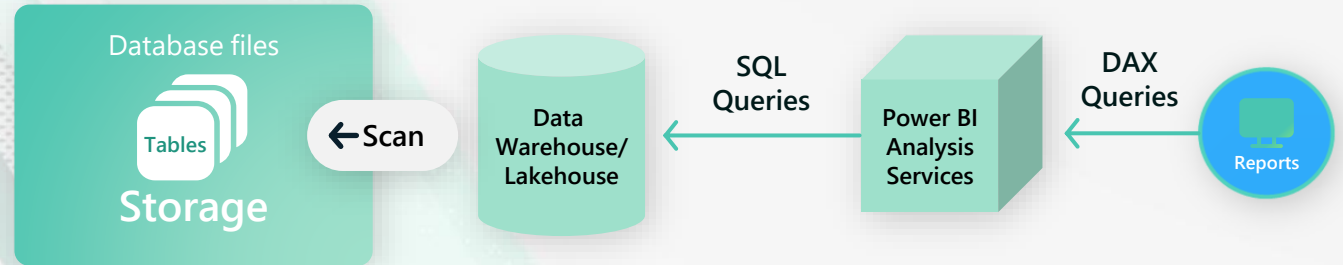 Database files
Tables
Storage
Scan
Data
Warehouse/
Lakehouse
SQL
Queries
Power BI
Analysis
Services
DAX
Queries
Reports